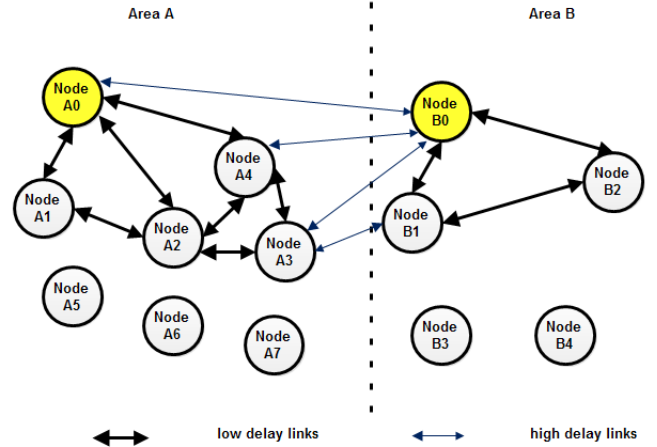 Area A
Area B
Node
A0
Node
B0
Node
A4
Node
B2
Node
A1
Node
A2
Node
A3
Node
B1
Node
A5
Node
A6
Node
A7
Node
B3
Node
B4
low delay links
high delay links